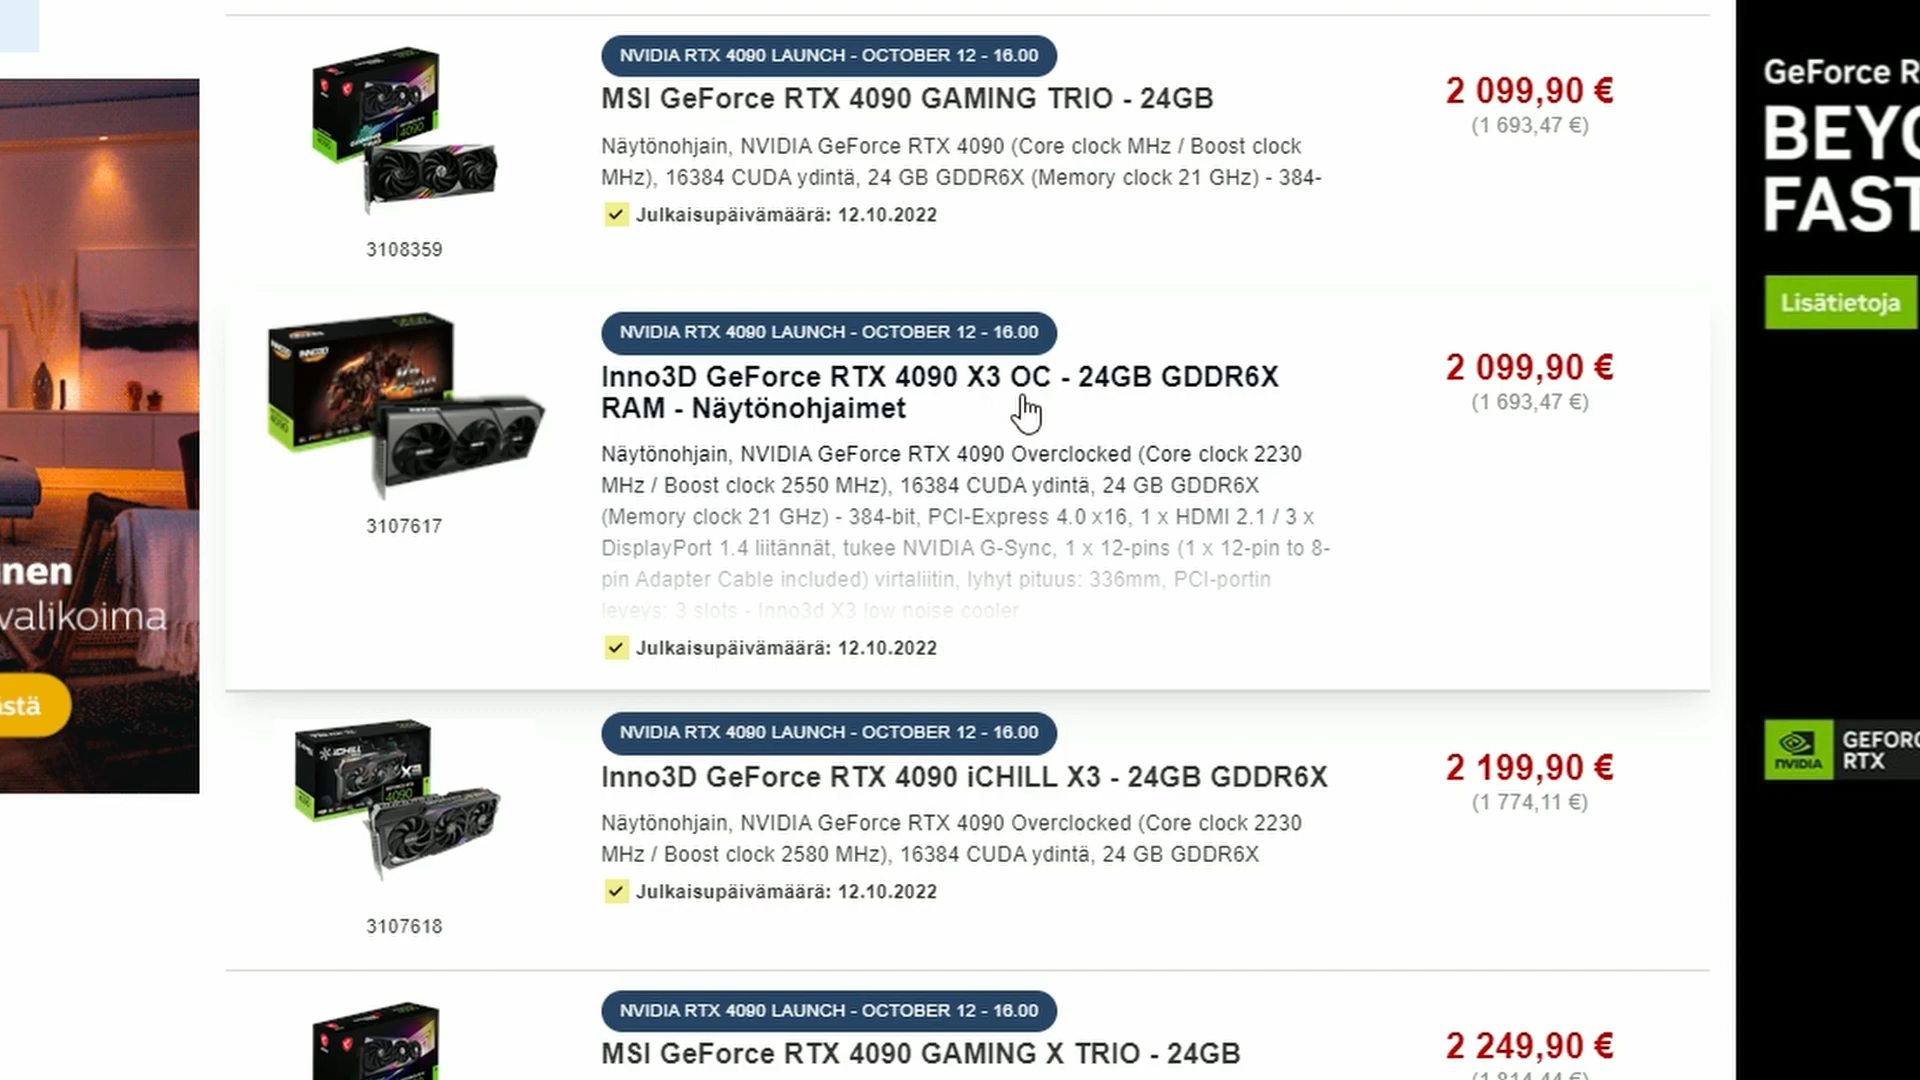 NVIDIA RTX 4090 LAUNCH - OCTOBER 12 - 16.00
MSI GeForce RTX 4090 GAMING TRIO - 24GB
Näytönohjain, NVIDIA GeForce RTX 4090 (Core clock MHz / Boost clock
MHz), 16384 CUDA ydintä, 24 GB GDDR6X (Memory clock 21 GHz) - 384-
Julkaisupäivämäärä: 12.10.2022
3108359
2 099,90 €
(1 693,47 €)
NVIDIA RTX 4090 LAUNCH - OCTOBER 12 - 16.00
Inno3D GeForce RTX 4090 X3 OC - 24GB GDDR6X
RAM - Näytönohjaimet
Näytönohjain, NVIDIA GeForce RTX 4090 Overclocked (Core clock 2230
MHz / Boost clock 2550 MHz), 16384 CUDA ydintä, 24 GB GDDR6X
(Memory clock 21 GHz) - 384-bit, PCI-Express 4.0 x16, 1 x HDMI 2.1 / 3 x
DisplayPort 1.4 liitännät, tukee NVIDIA G-Sync, 1 x 12-pins (1 x 12-pin to 8-
pin Adapter Cable included) virtaliitin, lyhyt pituus: 336mm, PCI-portin
leveys: 3 slots - Inno3d X3 low noise cooler
Julkaisupäivämäärä: 12.10.2022
3107617
2 099,90 €
(1 693,47 €)
NVIDIA RTX 4090 LAUNCH - OCTOBER 12 - 16.00
Inno3D GeForce RTX 4090 iCHILL X3 - 24GB GDDR6X
Näytönohjain, NVIDIA GeForce RTX 4090 Overclocked (Core clock 2230
MHz / Boost clock 2580 MHz), 16384 CUDA ydintä, 24 GB GDDR6X
Julkaisupäivämäärä: 12.10.2022
3107618
2 199,90 €
(1 774,11 €)
NVIDIA RTX 4090 LAUNCH - OCTOBER 12 - 16.00
MSI GeForce RTX 4090 GAMING X TRIO - 24GB
2 249,90 €
(1 814,44 €)
nen
valikoima
stä
GeForce R
BEYO
FAST
Lisätietoja
NVIDIA
GEFORC
RTX